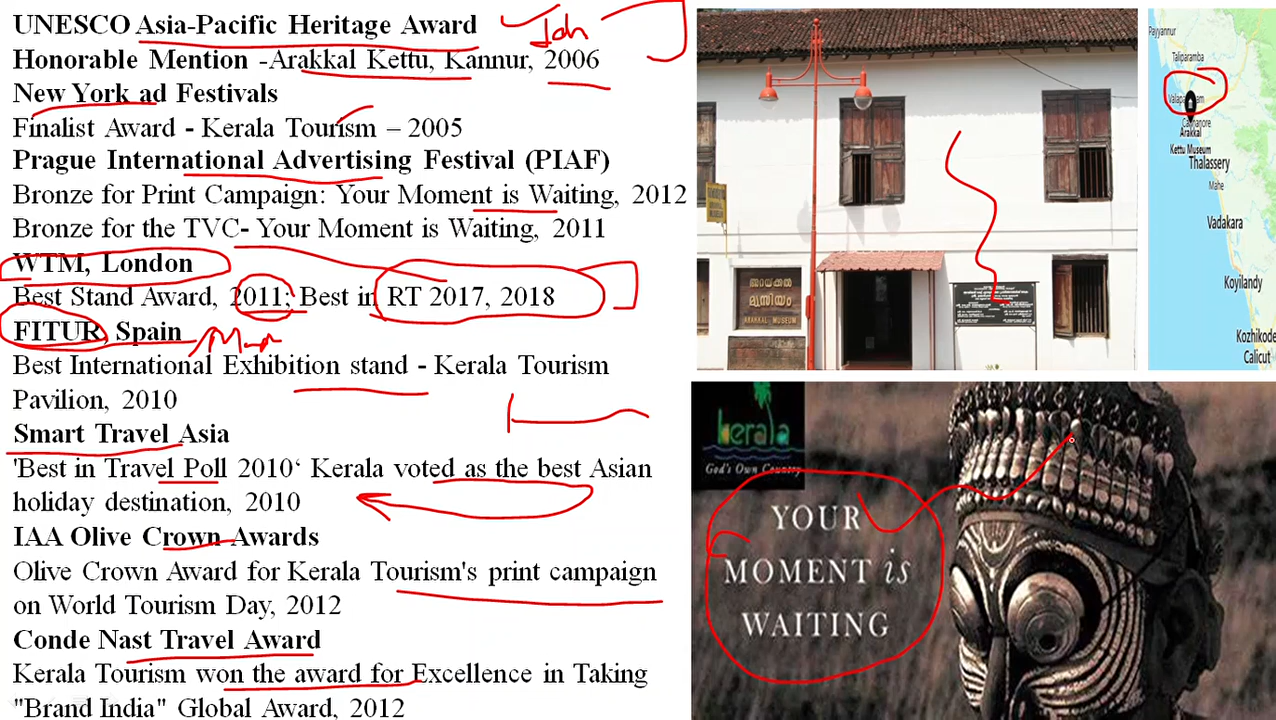 UNESCO Asia-Pacific Heritage Award
Honorable Mention -Arakkal Kettu, Kannur, 2006
New York ad Festivals
Finalist Award - Kerala Tourism – 2005
Prague International Advertising Festival (PIAF)
Bronze for Print Campaign: Your Moment is Waiting, 2012
Bronze for the TVC- Your Moment is Waiting, 2011
WTM, London
Best Stand Award, 2011; Best in RT 2017, 2018
FITUR, Spain
Best International Exhibition stand - Kerala Tourism
Pavilion, 2010
Smart Travel Asia
'Best in Travel Poll 2010‘ Kerala voted as the best Asian
holiday destination, 2010
IAA Olive Crown Awards
Olive Crown Award for Kerala Tourism's print campaign
on World Tourism Day, 2012
Conde Nast Travel Award
Kerala Tourism won the award for Excellence in Taking
"Brand India" Global Award, 2012
അറയ്ക്കൽ
മ്യൂസിയം
ARAKKAL MUSEUM
Payyannur
Taliparamba
Cannanore
Arakkal
Kettu Museum
Thalassery
Mahe
Vadakara
Koyilandy
Kozhikode
Calicut
kerala
God's Own Country
YOUR
MOMENT is
WAITING